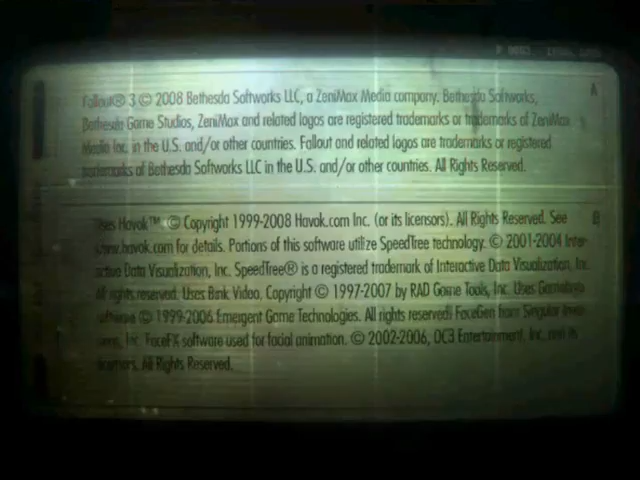 Fallout® 3 © 2008 Bethesda Softworks LLC, a ZeniMax Media company. Bethesda Softworks,
Bethesda Game Studios, ZeniMax and related logos are registered trademarks or trademarks of ZeniMax
Media Inc. in the U.S. and/or other countries. Fallout and related logos are trademarks or registered
trademarks of Bethesda Softworks LLC in the U.S. and/or other countries. All Rights Reserved.
A
Uses Havok™. © Copyright 1999-2008 Havok.com Inc. (or its licensors). All Rights Reserved. See
www.havok.com for details. Portions of this software utilize SpeedTree technology. © 2001-2004 Inter-
active Data Visualization, Inc. SpeedTree® is a registered trademark of Interactive Data Visualization, Inc.
All rights reserved. Uses Bink Video. Copyright © 1997-2007 by RAD Game Tools, Inc. Uses Gamebryo
software © 1999-2006 Emergent Game Technologies. All rights reserved. FaceGen from Singular Inver-
sions, Inc. FaceFX software used for facial animation. © 2002-2006, OC3 Entertainment, Inc. and its
licensors. All Rights Reserved.
B